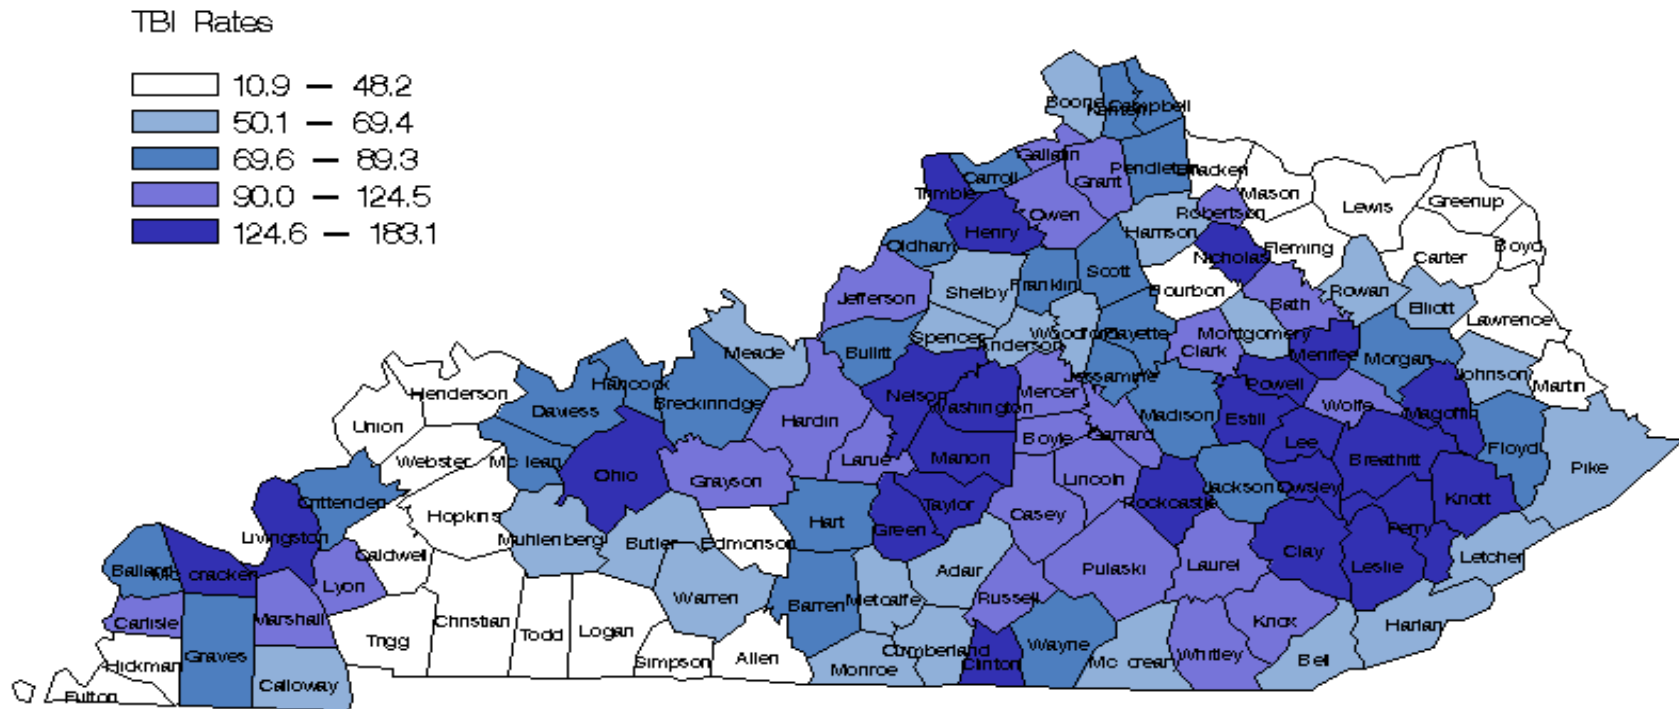 TBI Rates
10.9 – 48.2
50.1 – 69.4
69.6 – 89.3
90.0 – 124.5
124.6 – 183.1
Boone
Campbell
Gallatin
Carroll
Grant
Pendleton
Bracken
Mason
Trimble
Owen
Robertson
Lewis
Greenup
Henry
Harrison
Oldham
Nicholas
Fleming
Carter
Boyd
Scott
Franklin
Shelby
Jefferson
Bourbon
Bath
Rowan
Elliott
Spencer
Anderson
Woodford
Fayette
Montgomery
Lawrence
Meade
Bullitt
Clark
Menifee
Morgan
Hancock
Jessamine
Johnson
Henderson
Nelson
Mercer
Powell
Martin
Daviess
Breckinridge
Washington
Wolfe
Magoffin
Union
Hardin
Madison
Estill
Boyle
Garrard
Lee
Floyd
Webster
Mc lean
Larue
Marion
Breathitt
Pike
Ohio
Grayson
Lincoln
Crittenden
Jackson
Owsley
Knott
Taylor
Rockcastle
Hopkins
Hart
Green
Casey
Perry
Livingston
Muhlenberg
Butler
Edmonson
Caldwell
Clay
Letcher
Ballard
Mc cracken
Adair
Pulaski
Laurel
Leslie
Lyon
Warren
Barren
Metcalfe
Russell
Carlisle
Marshall
Christian
Knox
Harlan
Trigg
Todd
Logan
Wayne
Hickman
Graves
Simpson
Allen
Monroe
Cumberland
Clinton
Mc crean
Whitley
Bell
Calloway
Fulton